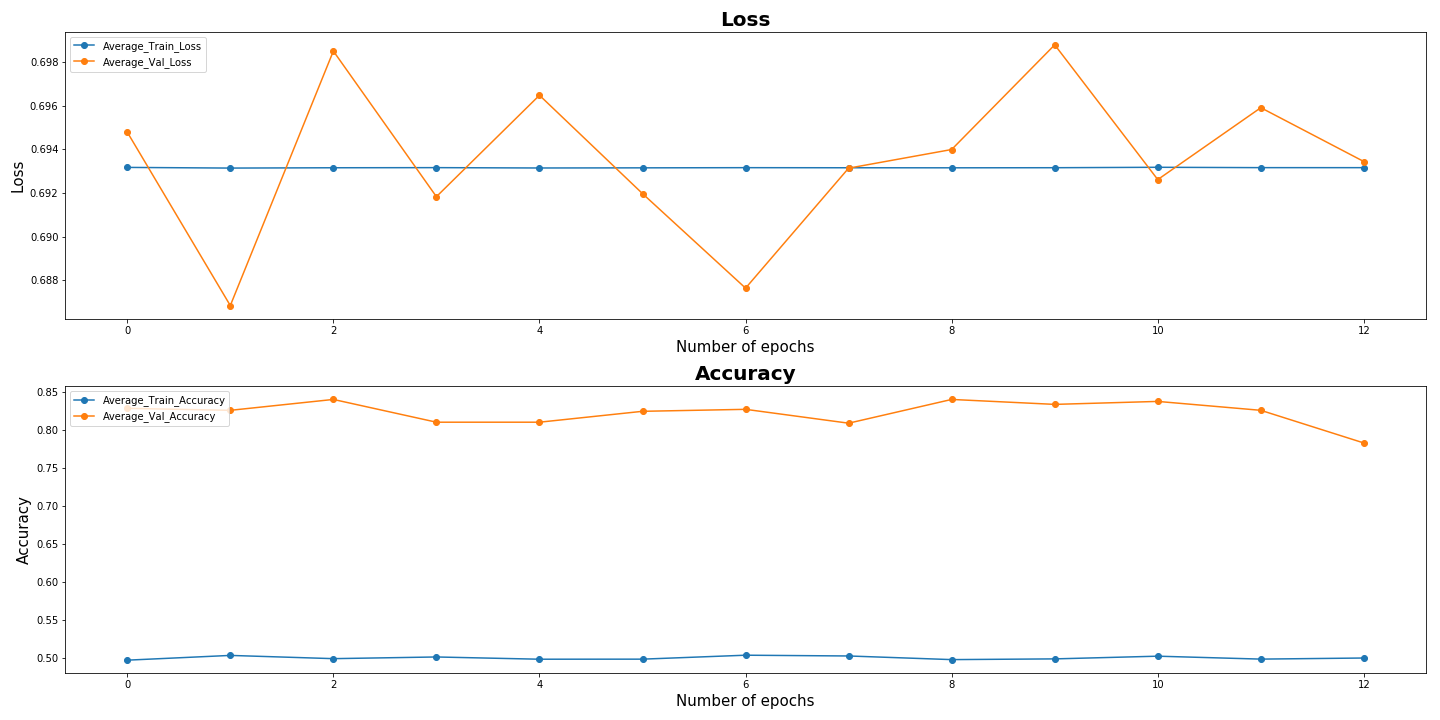 Loss
Average_Train_Loss
Average_Val_Loss
0.698
0.696
0.694
0.692
0.690
0.688
Loss
0 2 4 6 8 10 12
Number of epochs
Accuracy
Average_Train_Accuracy
Average_Val_Accuracy
0.85
0.80
0.75
0.70
0.65
0.60
0.55
0.50
Accuracy
0 2 4 6 8 10 12
Number of epochs